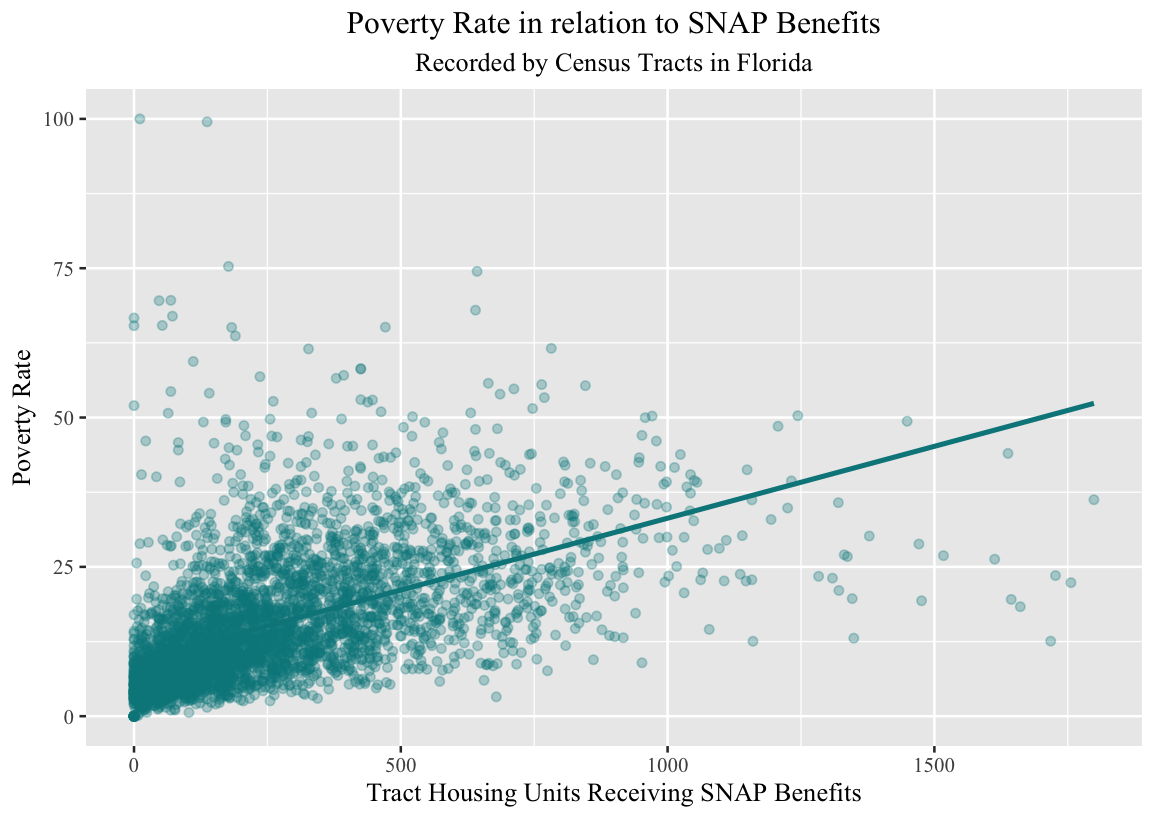 Poverty Rate in relation to SNAP Benefits
Recorded by Census Tracts in Florida
Poverty Rate
100
75
50
25
0
0
500
1000
1500
Tract Housing Units Receiving SNAP Benefits